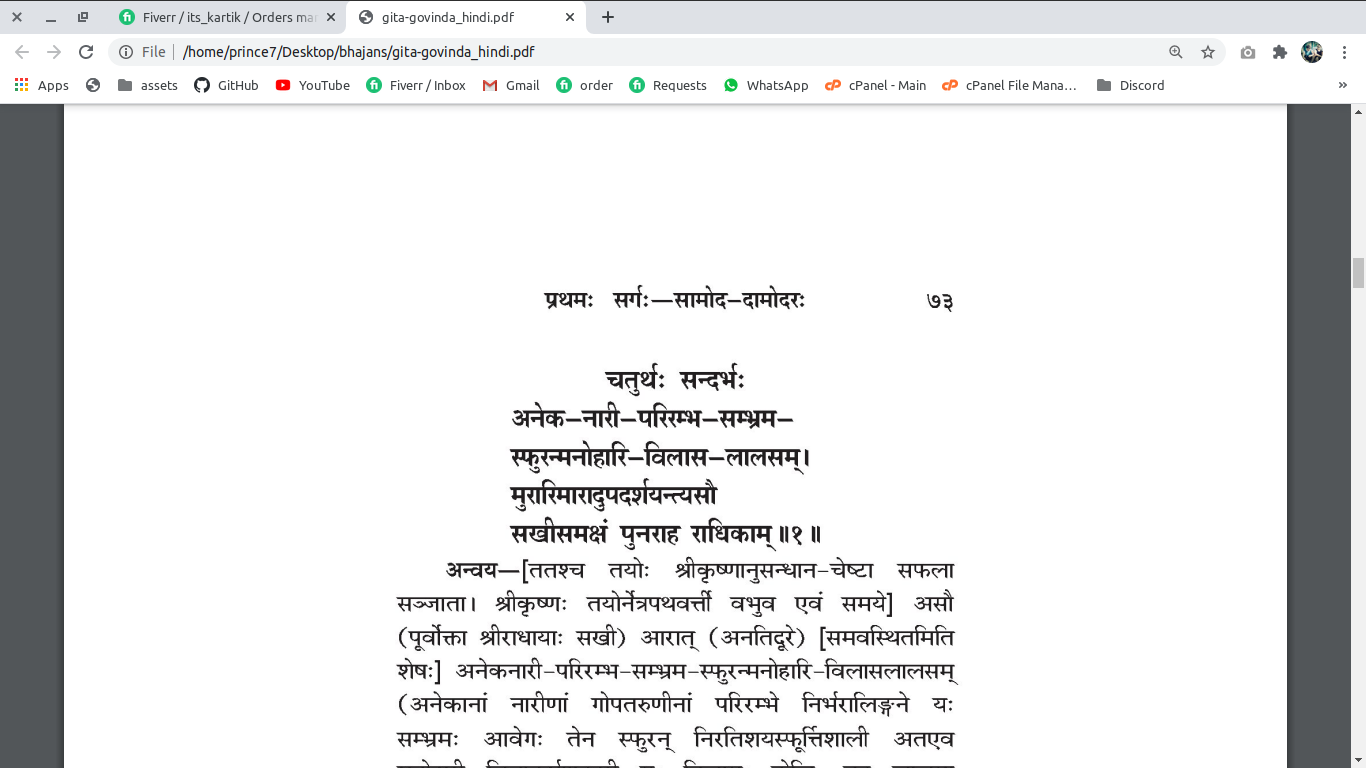 Fiverr / its_kartik / Orders ma
gita-govinda_hindi.pdf
File
/home/prince7/Desktop/bhajans/gita-govinda_hindi.pdf
Apps
assets
GitHub
YouTube
Fiverr / Inbox
Gmail
order
Requests
WhatsApp
cPanel - Main
cPanel File Mana…
Discord
»
प्रथमः सर्गः—सामोद-दामोदरः ७३
चतुर्थः सन्दर्भः
अनेक-नारी-परिरम्भ-सम्भ्रम-
स्फुरन्मनोहारि-विलास-लालसम्।
मुरारिमारादुपदर्शयन्त्यसौ
सखीसमक्षं पुनराह राधिकाम्॥१॥
अन्वय—[ततश्च तयोः श्रीकृष्णानुसन्धान-चेष्टा सफला
सञ्जाता। श्रीकृष्णः तयोर्नेत्रपथवर्त्ती वभुव एवं समये] असौ
(पूर्वोक्ता श्रीराधायाः सखी) आरात् (अनतिदूरे) [समवस्थितमिति
शेषः] अनेकनारी-परिरम्भ-सम्भ्रम-स्फुरन्मनोहारि-विलासलालसम्
(अनेकानां नारीणां गोपतरुणीनां परिरम्भे निर्भरालिङ्गने यः
सम्भ्रमः आवेगः तेन स्फुरन् निरतिशयस्फूर्त्तिशाली अतएव